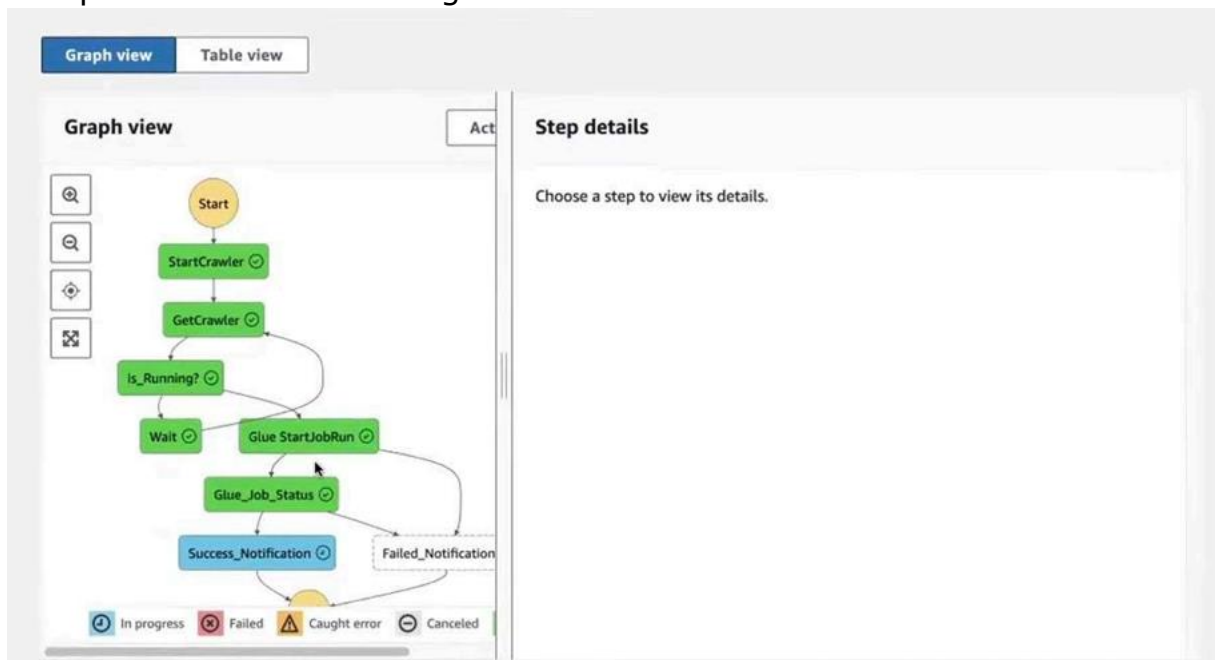 Graph view Table view
Graph view
Act
Step details
Choose a step to view its details.
Start
StartCrawler
GetCrawler
Is_Running?
Wait
Glue StartJobRun
Glue_Job_Status
Success_Notification
Failed_Notification
In progress Failed Caught error Canceled